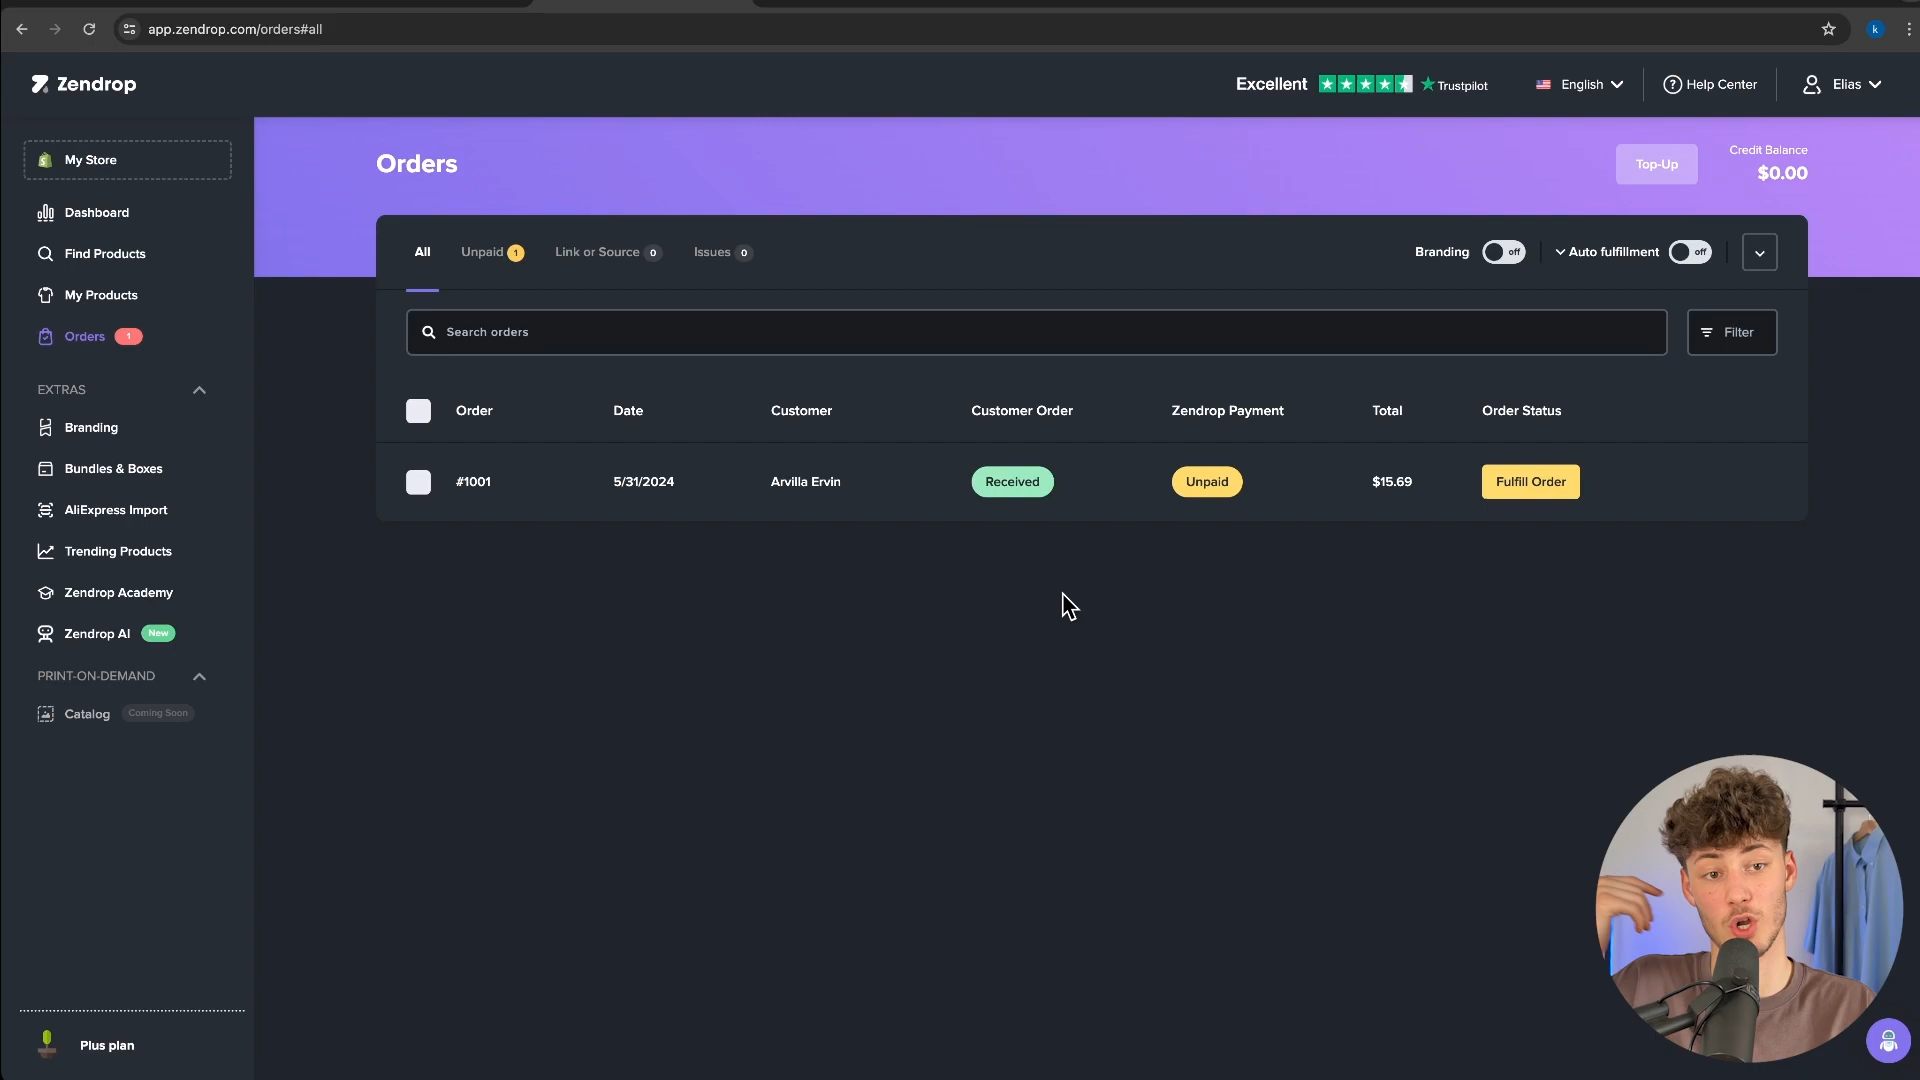 app.zendrop.com/orders#all
k
Zendrop
Excellent Trustpilot English Help Center Elias
My Store
Dashboard
Find Products
My Products
Orders 1
EXTRAS
Branding
Bundles & Boxes
AliExpress Import
Trending Products
Zendrop Academy
Zendrop AI New
PRINT-ON-DEMAND
Catalog Coming Soon
Plus plan
Orders
Top-Up
Credit Balance
$0.00
All Unpaid 1 Link or Source 0 Issues 0 Branding off Auto fulfillment off
Search orders Filter
Order Date Customer Customer Order Zendrop Payment Total Order Status
#1001 5/31/2024 Arvilla Ervin Received Unpaid $15.69 Fulfill Order